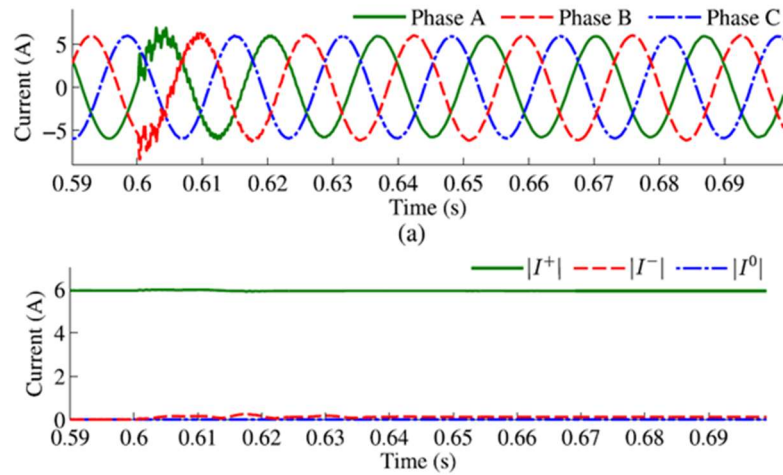 Phase A Phase B Phase C
Current (A)
5
0
−5
0.59 0.6 0.61 0.62 0.63 0.64 0.65 0.66 0.67 0.68 0.69
Time (s)
(a)
|I⁺| |I⁻| |I⁰|
Current (A)
6
4
2
0
0.59 0.6 0.61 0.62 0.63 0.64 0.65 0.66 0.67 0.68 0.69
Time (s)